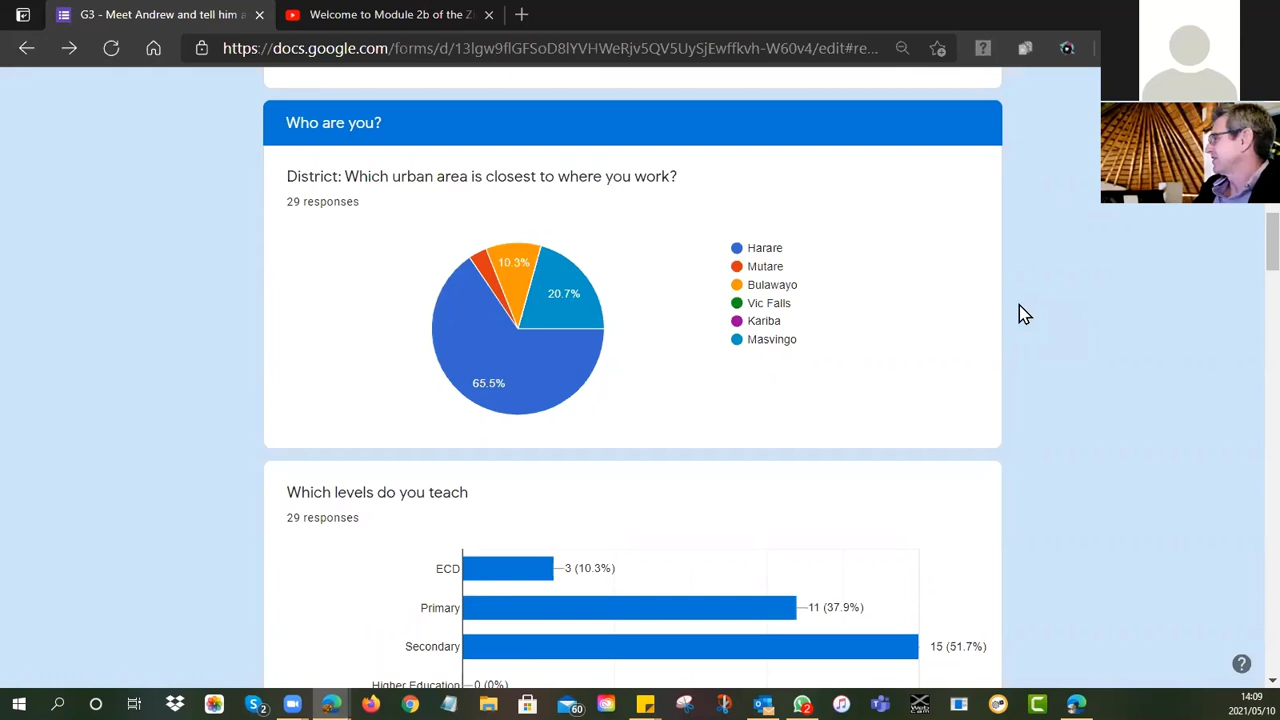 G3 - Meet Andrew and tell him a
Welcome to Module 2b of the Zi
https://docs.google.com/forms/d/13lgw9flGFSoD8lYVHWeRjv5QV5UySjEwffkvh-W60v4/edit#re...
Who are you?
District: Which urban area is closest to where you work?
29 responses
10.3%
20.7%
65.5%
Harare
Mutare
Bulawayo
Vic Falls
Kariba
Masvingo
Which levels do you teach
29 responses
ECD
3 (10.3%)
Primary
11 (37.9%)
Secondary
15 (51.7%)
Higher Education
0 (0%)
2
60
2
14:09
2021/05/10